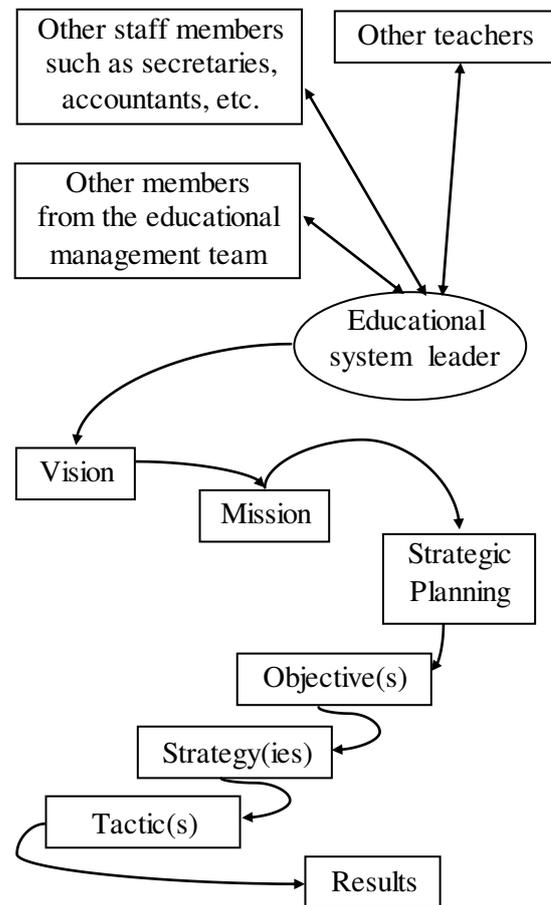 Other staff members
such as secretaries,
accountants, etc.
Other teachers
Other members
from the educational
management team
Educational
system leader
Vision
Mission
Strategic
Planning
Objective(s)
Strategy(ies)
Tactic(s)
Results